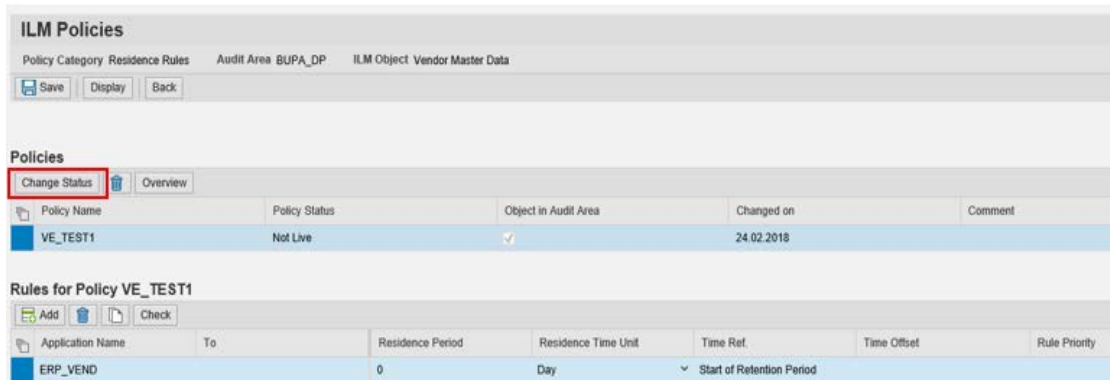 ILM Policies
Policy Category Residence Rules Audit Area BUPA_DP ILM Object Vendor Master Data
Save Display Back
Policies
Change Status Overview
Policy Name Policy Status Object in Audit Area Changed on Comment
VE_TEST1 Not Live 24.02.2018
Rules for Policy VE_TEST1
Add Check
Application Name To Residence Period Residence Time Unit Time Ref. Time Offset Rule Priority
ERP_VEND 0 Day Start of Retention Period